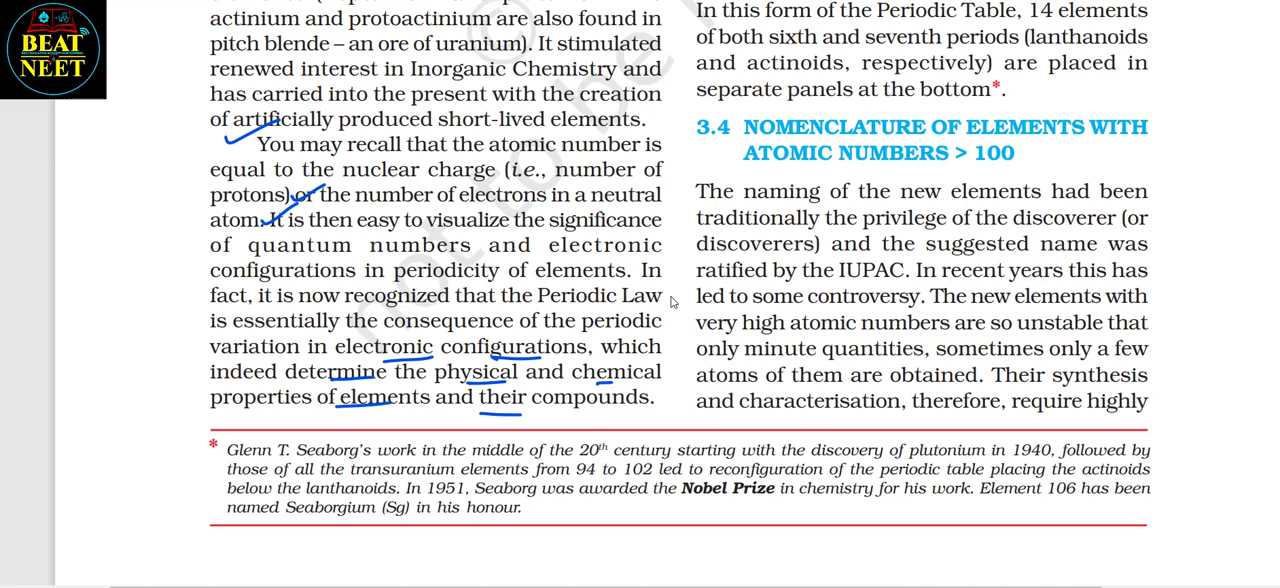 BEAT
NEET
actinium and protoactinium are also found in
pitch blende – an ore of uranium). It stimulated
renewed interest in Inorganic Chemistry and
has carried into the present with the creation
of artificially produced short-lived elements.
You may recall that the atomic number is
equal to the nuclear charge (i.e., number of
protons) or the number of electrons in a neutral
atom. It is then easy to visualize the significance
of quantum numbers and electronic
configurations in periodicity of elements. In
fact, it is now recognized that the Periodic Law
is essentially the consequence of the periodic
variation in electronic configurations, which
indeed determine the physical and chemical
properties of elements and their compounds.
In this form of the Periodic Table, 14 elements
of both sixth and seventh periods (lanthanoids
and actinoids, respectively) are placed in
separate panels at the bottom*.
3.4 NOMENCLATURE OF ELEMENTS WITH
ATOMIC NUMBERS > 100
The naming of the new elements had been
traditionally the privilege of the discoverer (or
discoverers) and the suggested name was
ratified by the IUPAC. In recent years this has
led to some controversy. The new elements with
very high atomic numbers are so unstable that
only minute quantities, sometimes only a few
atoms of them are obtained. Their synthesis
and characterisation, therefore, require highly
* Glenn T. Seaborg's work in the middle of the 20th century starting with the discovery of plutonium in 1940, followed by
those of all the transuranium elements from 94 to 102 led to reconfiguration of the periodic table placing the actinoids
below the lanthanoids. In 1951, Seaborg was awarded the Nobel Prize in chemistry for his work. Element 106 has been
named Seaborgium (Sg) in his honour.
not to be